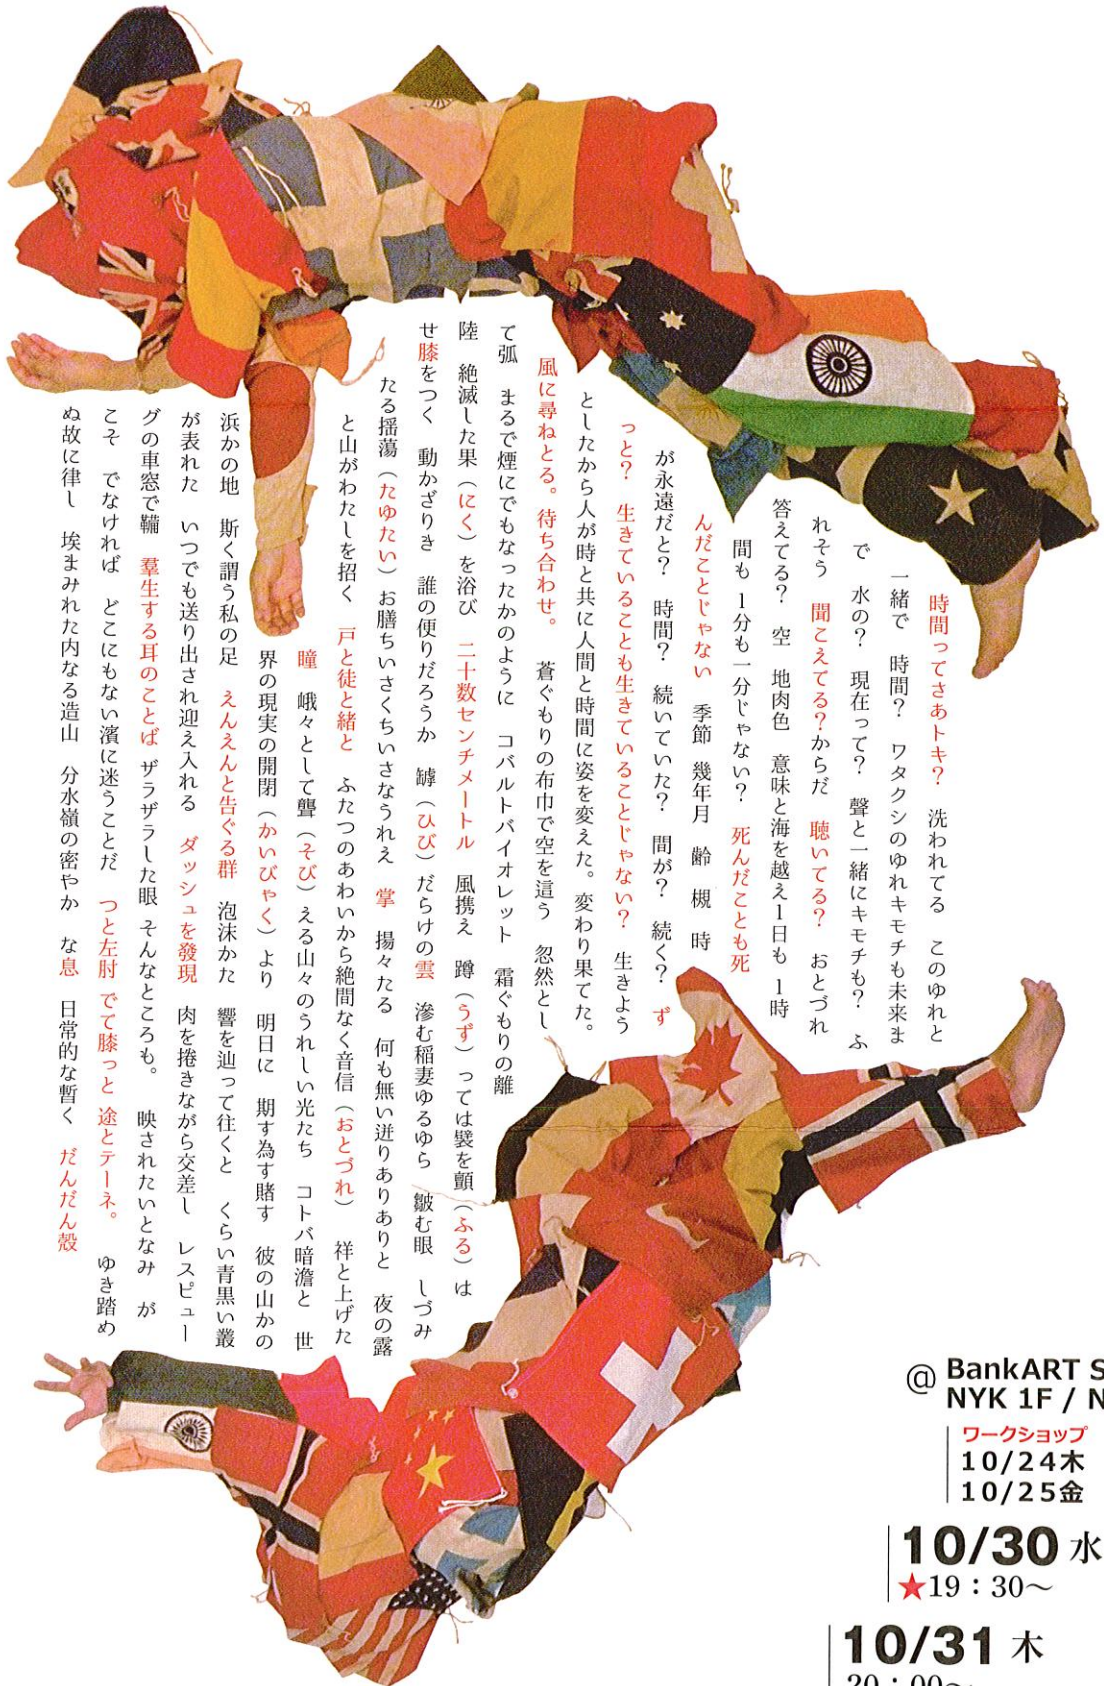 時間ってさあトキ？　洗われてる　このゆれと
一緒で　時間？　ワタクシのゆれキモチも未来ま
で　水の？　現在って？　聲と一緒にキモチも？　ふ
れそう　聞こえてる？からだ　聴いてる？　おとづれ
答えてる？　空　地肉色　意味と海を越え１日も　１時
間も　１分も一分じゃない？　死んだことも死
んだことじゃない　季節　幾年月　齢　槻　時
が永遠だと？　時間？　続いていた？　間が？　続く？　ず
っと？　生きていることも生きていることじゃない？　生きよう
としたから人が時と共に人間と時間に姿を変えた。変わり果てた。
風に尋ねとる。待ち合わせ。　蒼ぐもりの布巾で空を這う　忽然とし
て弧　まるで煙にでもなったかのように　コバルトバイオレット　霜ぐもりの離
陸　絶滅した果（にく）を浴び　二十数センチメートル　風携え　蹲（うず）っては襞を顫（ふる）は
せ膝をつく　動かざりき　誰の便りだろうか　罅（ひび）だらけの雲　滲む稲妻ゆるゆら　皺む眼　しづみ
たる揺蕩（たゆたい）お膳ちいさくちいさなうれえ　掌　揚々たる　何も無い迸りありありと　夜の露
と山がわたしを招く　戸と徒と緒と　ふたつのあわいから絶間なく音信（おとづれ）　祥と上げた
瞳　峨々として聳（そび）える山々のうれしい光たち　コトバ暗澹と　世
界の現実の開閉（かいびゃく）より　明日に　期す為す賭す　彼の山かの
浜かの地　斯く謂う私の足　えんえんと告ぐる群　泡沫かた　響を辿って往くと　くらい青黒い叢
が表れた　いつでも送り出され迎え入れる　ダッシュを發現　肉を捲きながら交差し　レスピュー
グの車窓で鞴　羣生する耳のことば　ザラザラした眼　そんなところも。　映されたいとなみ　が
こそ　でなければ　どこにもない濱に迷うことだ　つと左肘　でて膝っと　途とテーネ。　ゆき踏め
ぬ故に律し　埃まみれた内なる造山　分水嶺の密やか　な息　日常的な暫く　だんだん殻
@ BankART S
NYK 1F / N
ワークショップ
10/24木
10/25金
10/30 水
★19：30〜
10/31 木
20：00〜